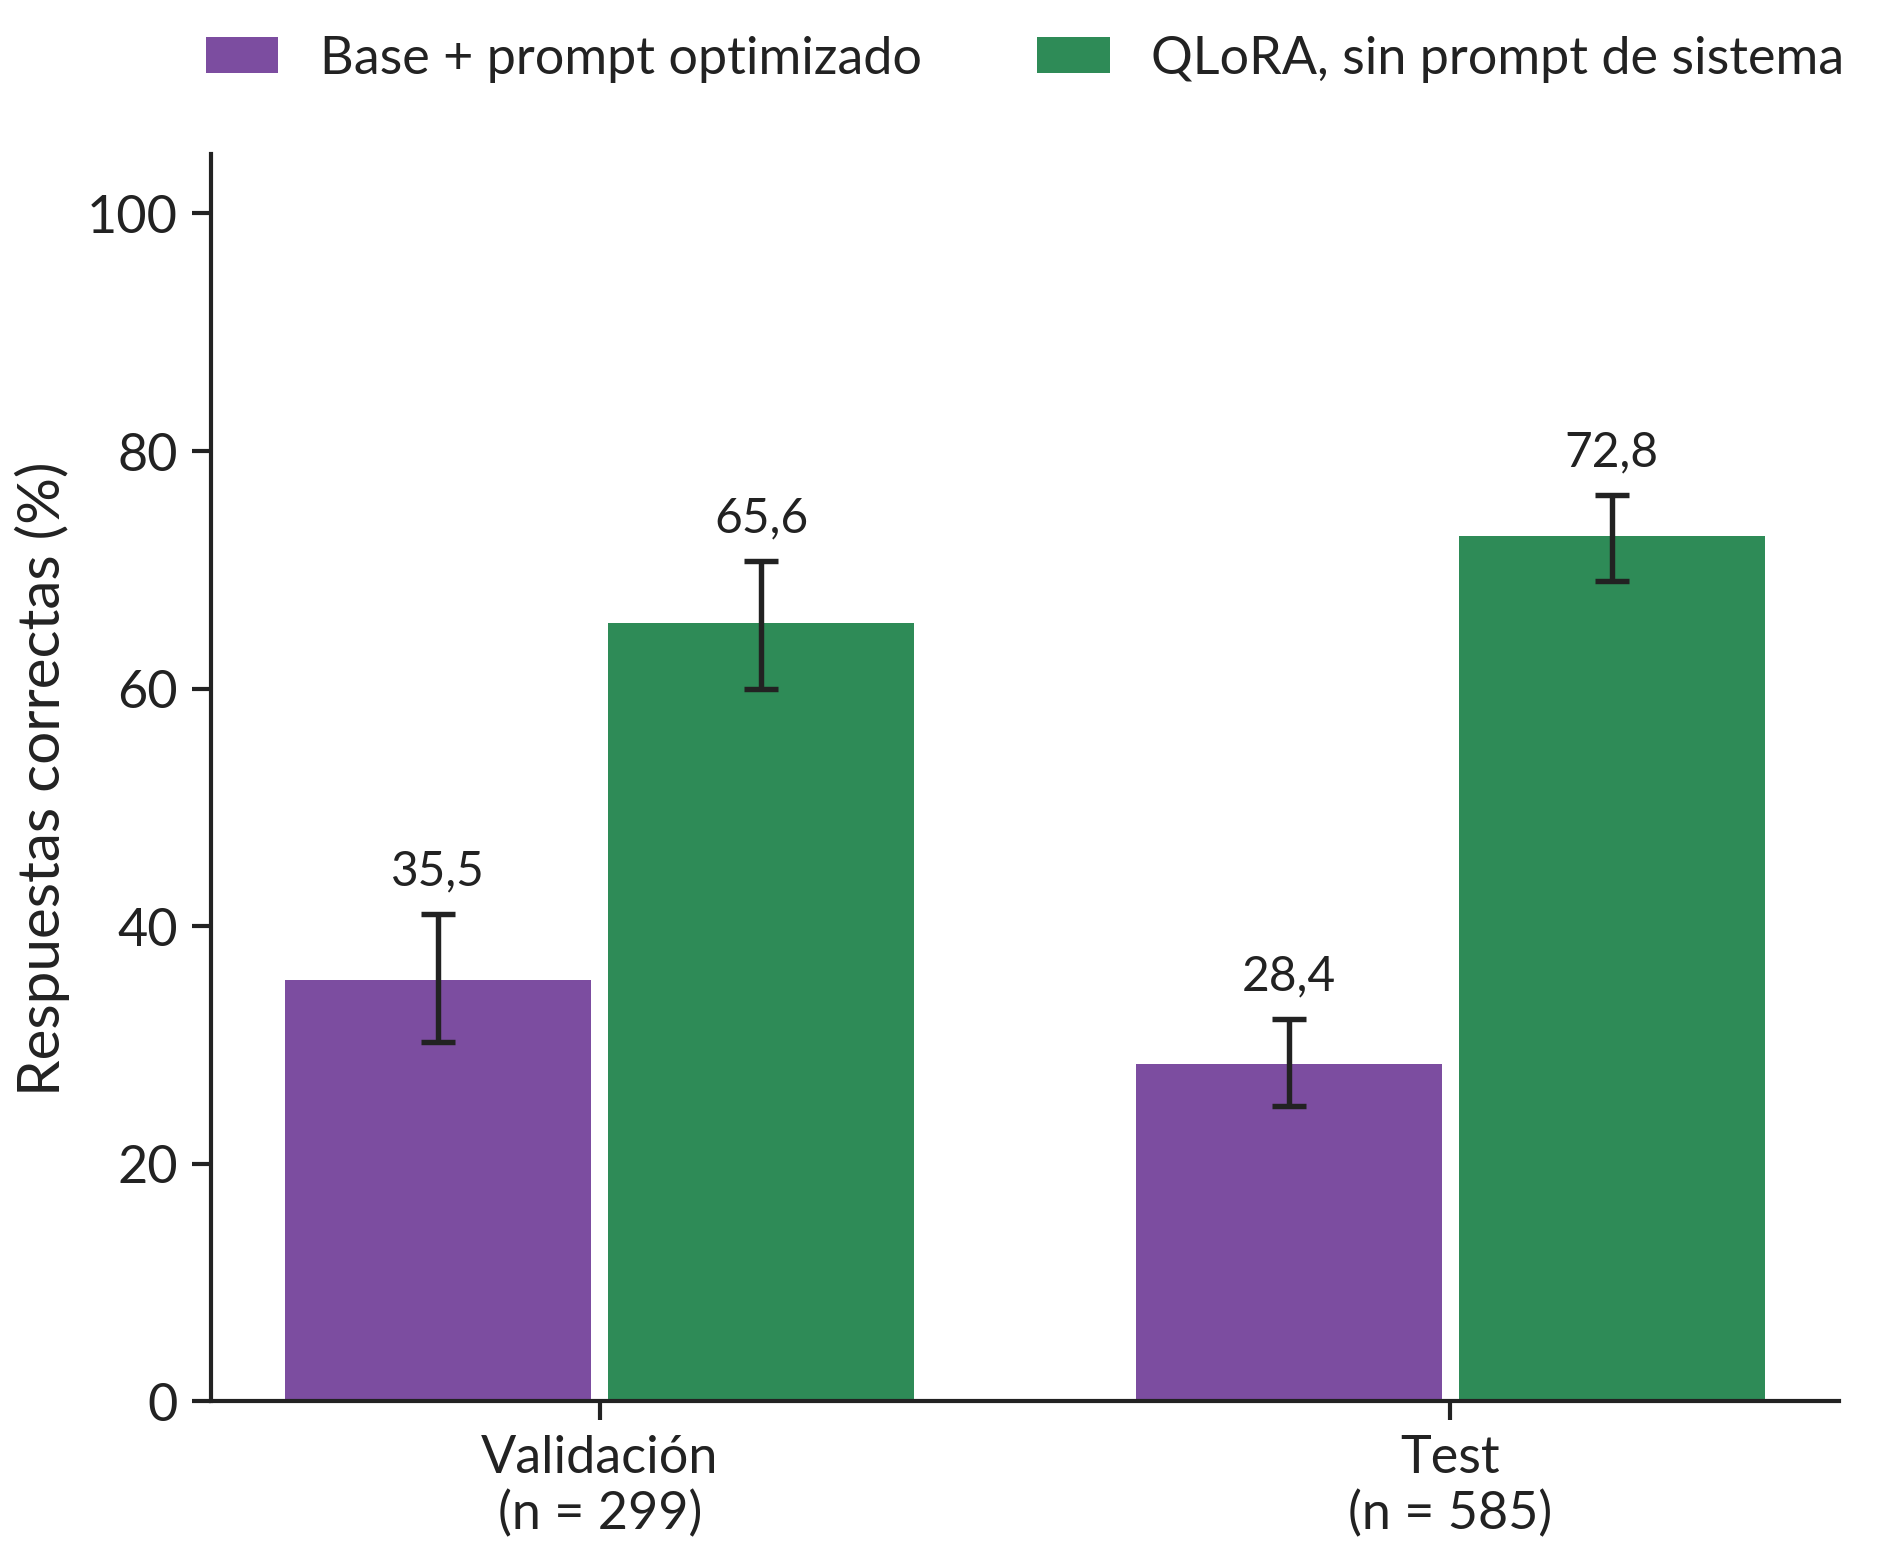 Base + prompt optimizado
QLoRA, sin prompt de sistema
Respuestas correctas (%)
100
80
60
40
20
0
35,5
65,6
28,4
72,8
Validación
(n = 299)
Test
(n = 585)